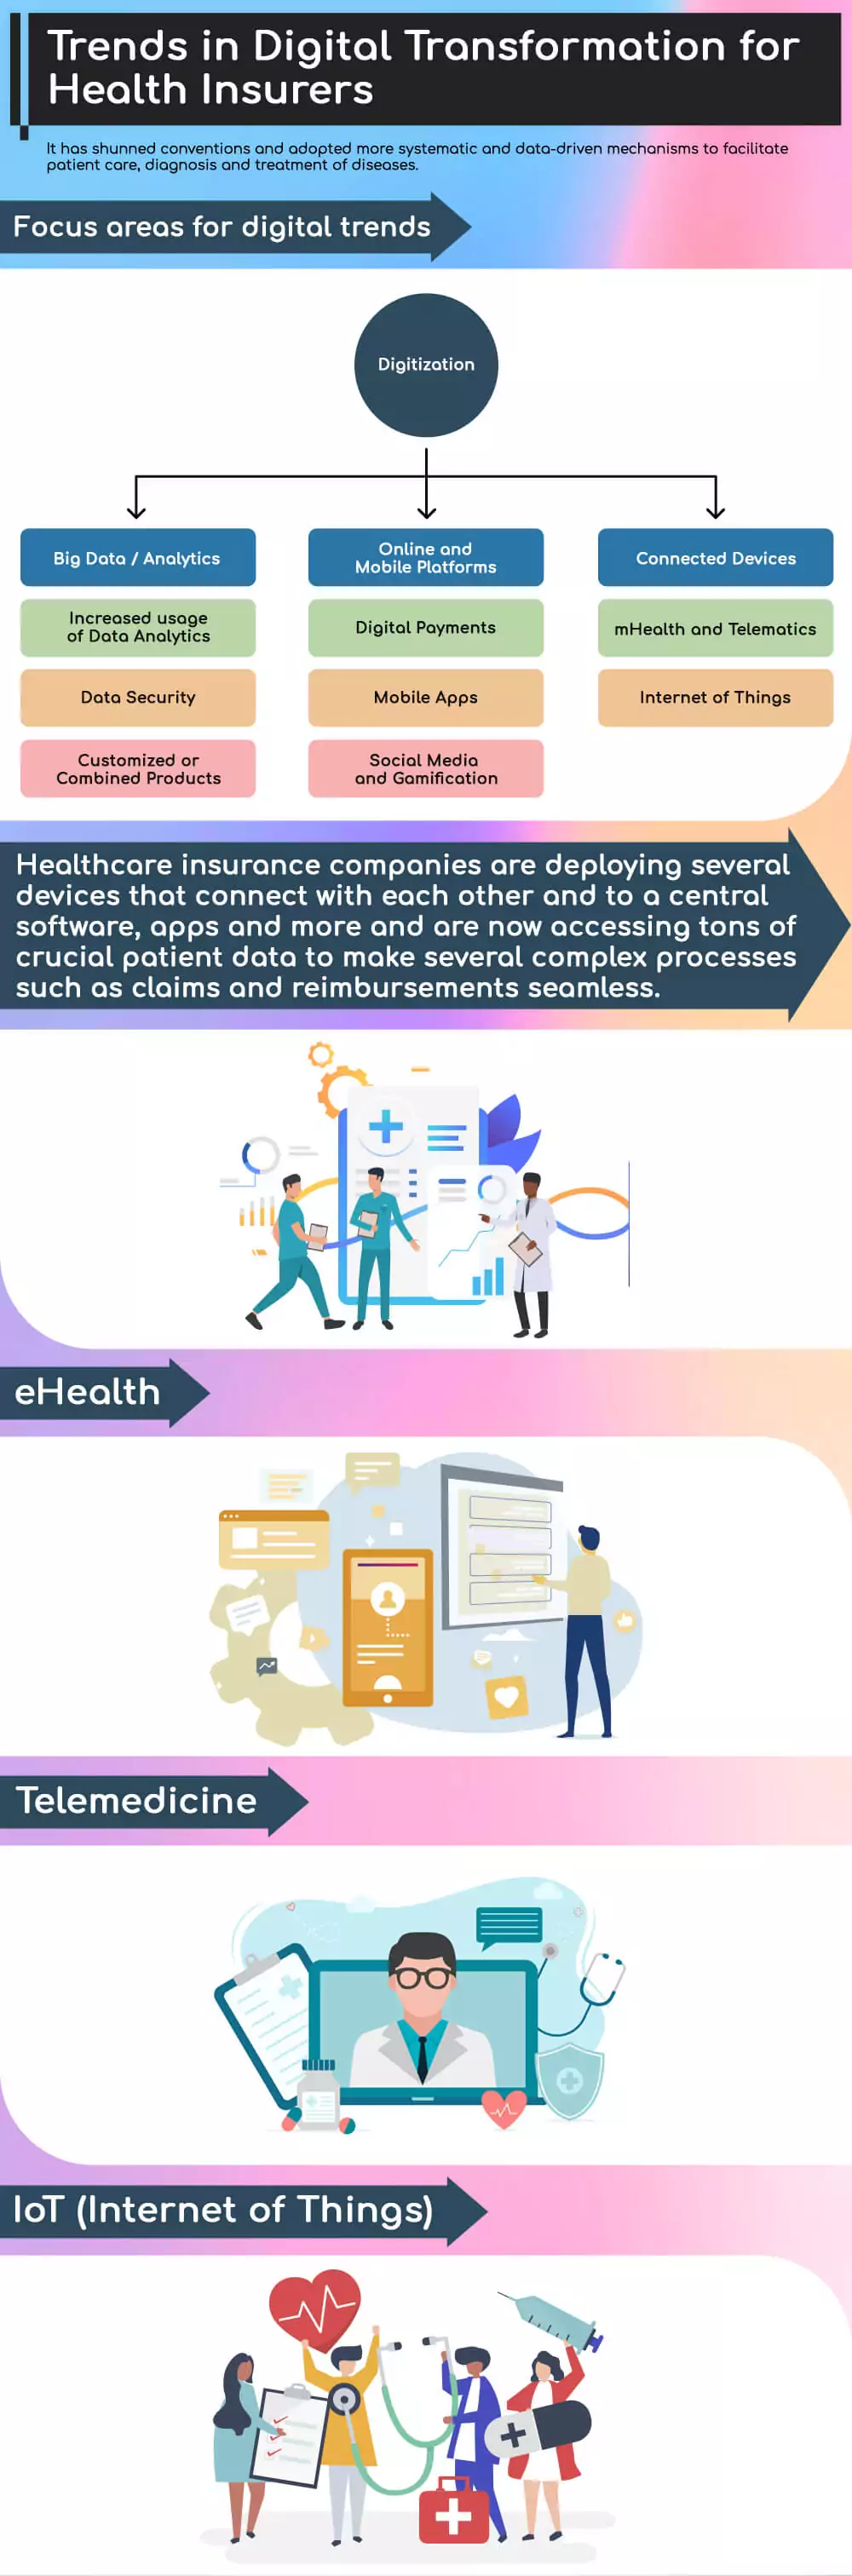 Trends in Digital Transformation for
Health Insurers
It has shunned conventions and adopted more systematic and data-driven mechanisms to facilitate
patient care, diagnosis and treatment of diseases.
Focus areas for digital trends
Digitization
Big Data / Analytics
Increased usage
of Data Analytics
Data Security
Customized or
Combined Products
Online and
Mobile Platforms
Digital Payments
Mobile Apps
Social Media
and Gamification
Connected Devices
mHealth and Telematics
Internet of Things
Healthcare insurance companies are deploying several
devices that connect with each other and to a central
software, apps and more and are now accessing tons of
crucial patient data to make several complex processes
such as claims and reimbursements seamless.
eHealth
Telemedicine
IoT (Internet of Things)